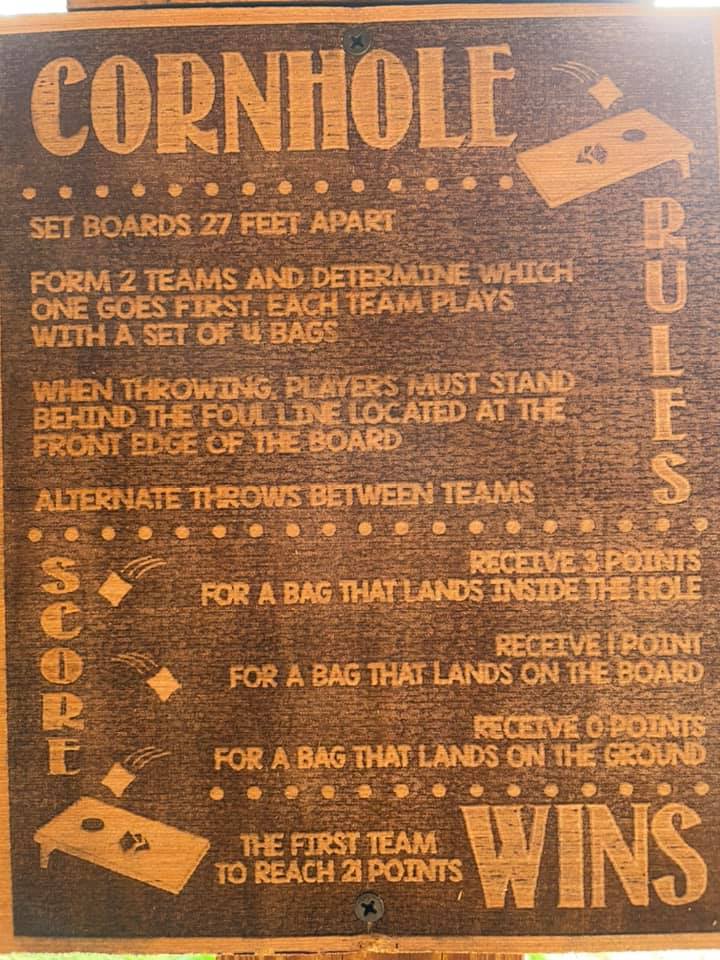 CORNHOLE
RULES
SET BOARDS 27 FEET APART
FORM 2 TEAMS AND DETERMINE WHICH
ONE GOES FIRST. EACH TEAM PLAYS
WITH A SET OF 4 BAGS
WHEN THROWING, PLAYERS MUST STAND
BEHIND THE FOUL LINE LOCATED AT THE
FRONT EDGE OF THE BOARD
ALTERNATE THROWS BETWEEN TEAMS
SCORE
RECEIVE 3 POINTS
FOR A BAG THAT LANDS INSIDE THE HOLE
RECEIVE 1 POINT
FOR A BAG THAT LANDS ON THE BOARD
RECEIVE 0 POINTS
FOR A BAG THAT LANDS ON THE GROUND
THE FIRST TEAM
TO REACH 21 POINTS
WINS